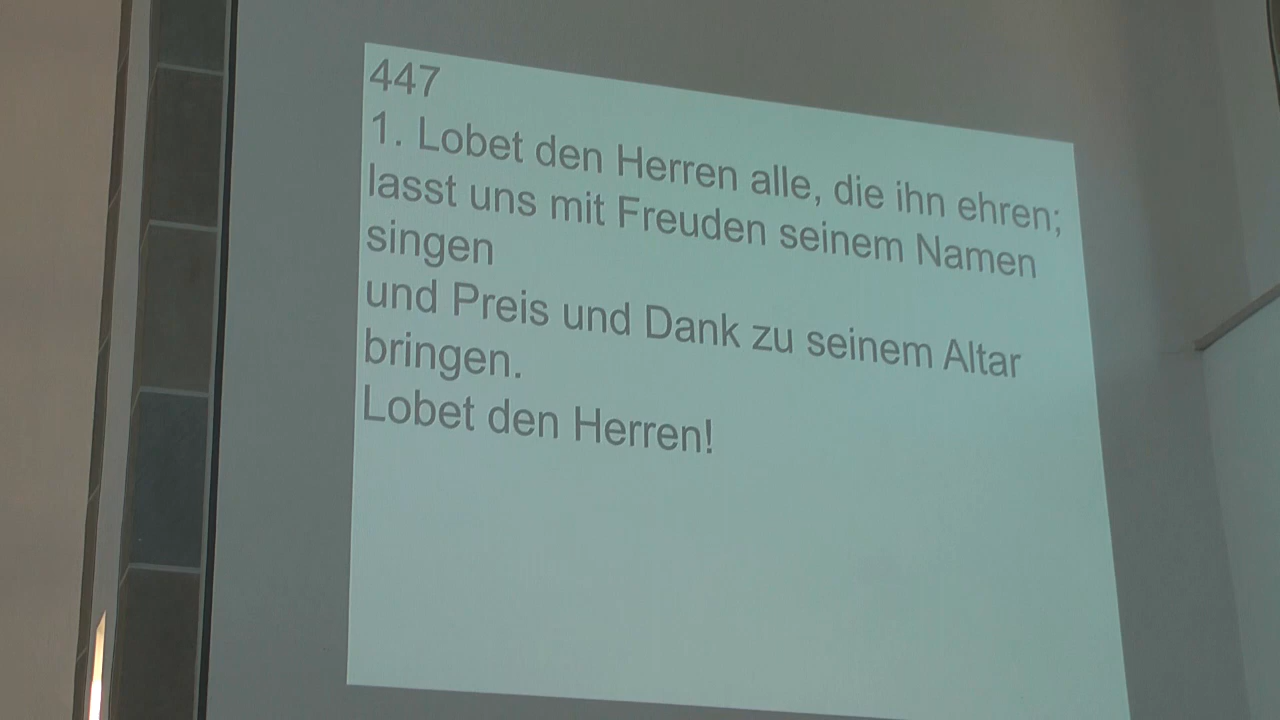 447
1. Lobet den Herren alle, die ihn ehren;
lasst uns mit Freuden seinem Namen
singen
und Preis und Dank zu seinem Altar
bringen.
Lobet den Herren!